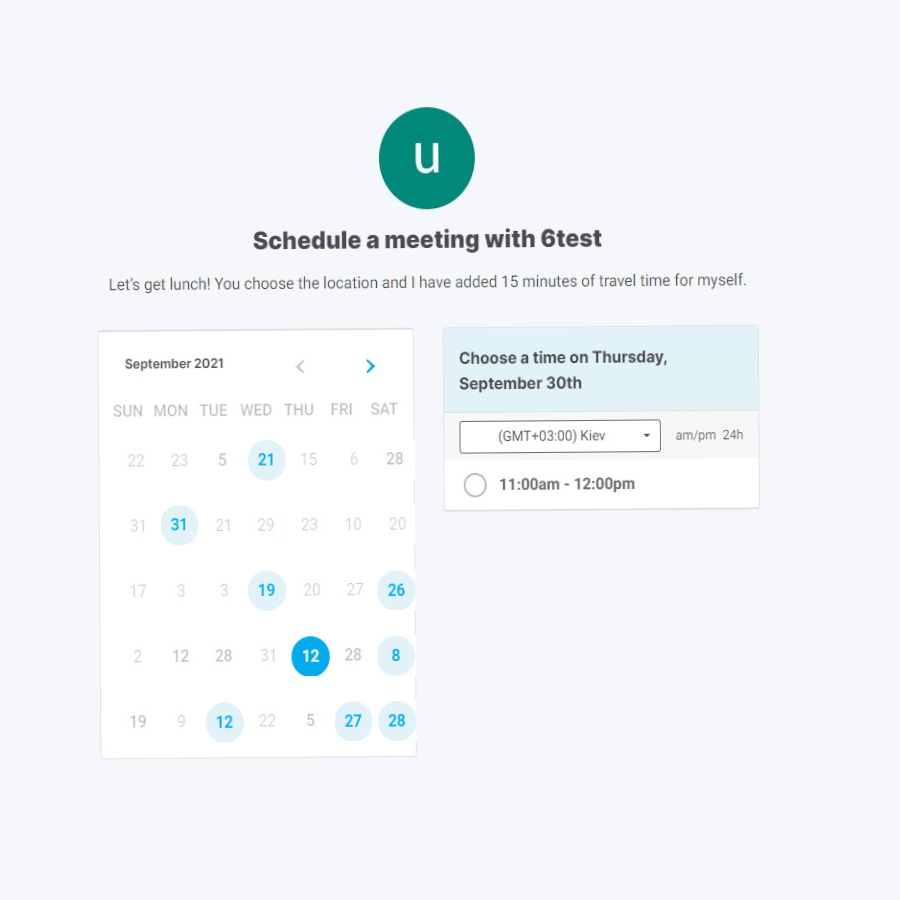 u
Schedule a meeting with 6test
Let's get lunch! You choose the location and I have added 15 minutes of travel time for myself.
September 2021
SUN MON TUE WED THU FRI SAT
22 23 5 21 15 6 28
31 31 21 29 23 10 20
17 3 3 19 20 27 26
2 12 28 31 12 28 8
19 9 12 22 5 27 28
Choose a time on Thursday,
September 30th
(GMT+03:00) Kiev am/pm 24h
11:00am - 12:00pm